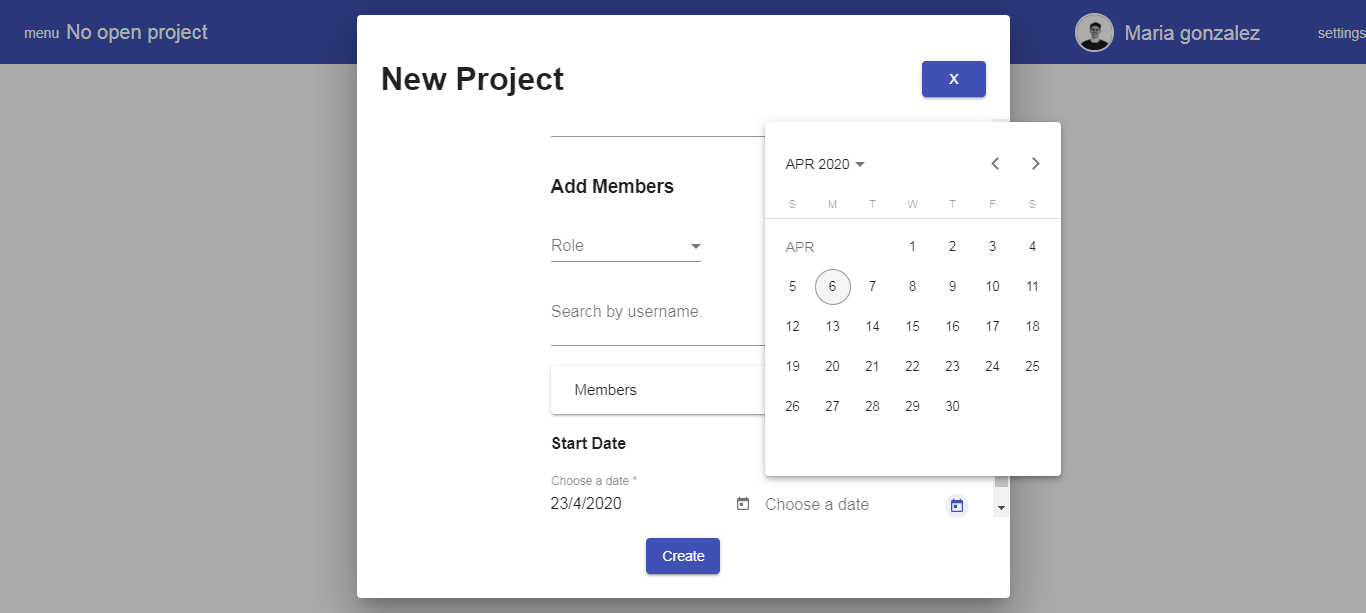 menu No open project
Maria gonzalez
settings
New Project
X
Add Members
Role
Search by username.
Members
Start Date
Choose a date *
23/4/2020
Choose a date
Create
APR 2020
S M T W T F S
APR 1 2 3 4
5 6 7 8 9 10 11
12 13 14 15 16 17 18
19 20 21 22 23 24 25
26 27 28 29 30